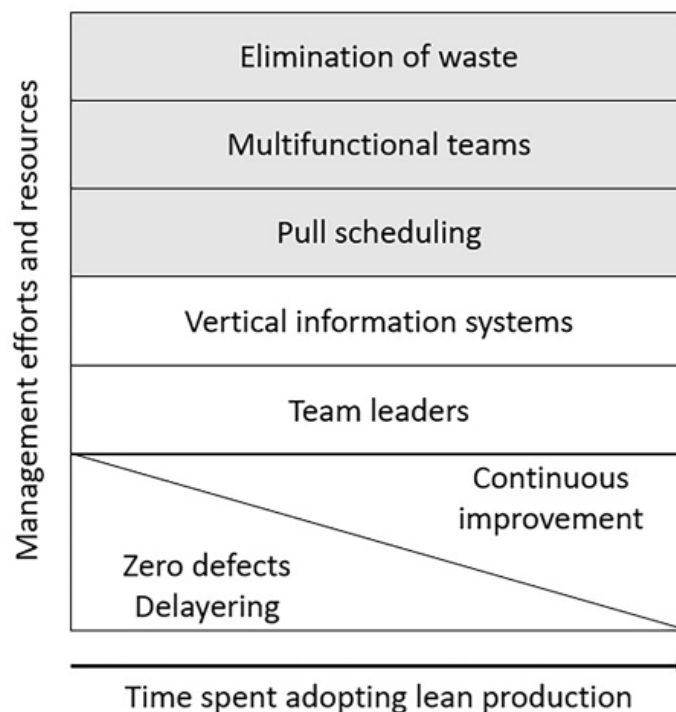 Management efforts and resources
Elimination of waste
Multifunctional teams
Pull scheduling
Vertical information systems
Team leaders
Continuous
improvement
Zero defects
Delayering
Time spent adopting lean production